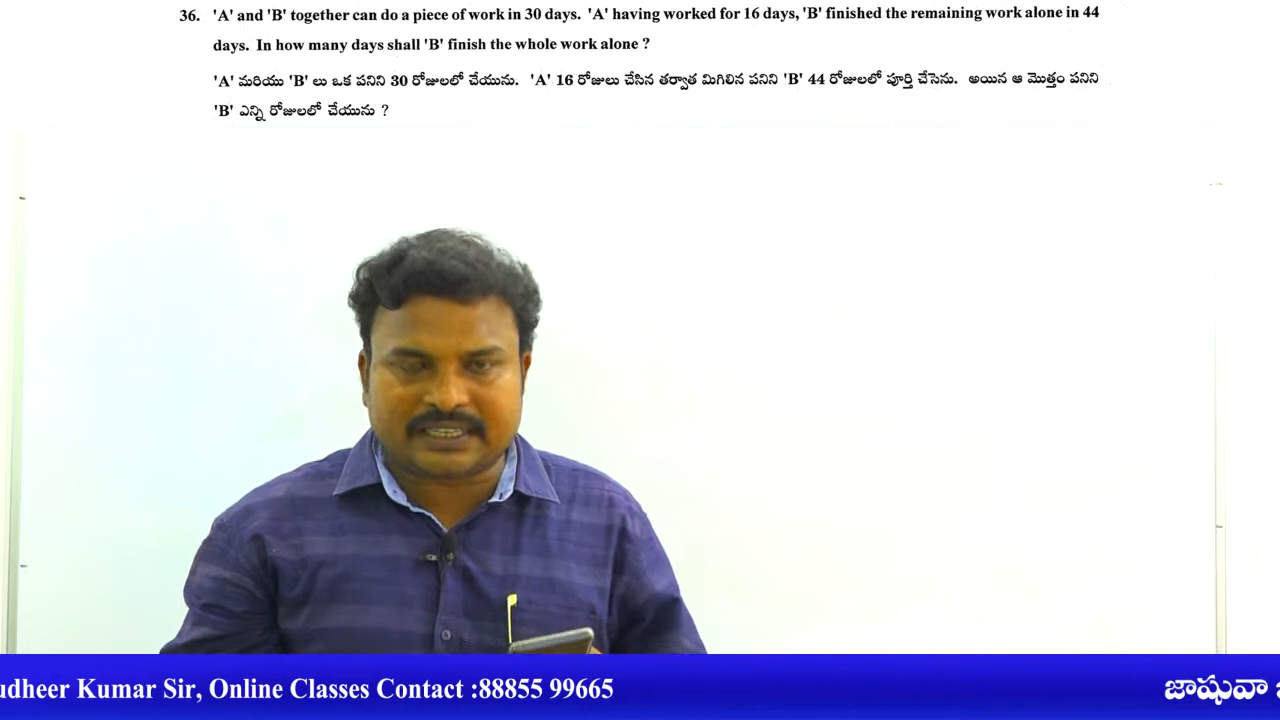 36. 'A' and 'B' together can do a piece of work in 30 days. 'A' having worked for 16 days, 'B' finished the remaining work alone in 44
days. In how many days shall 'B' finish the whole work alone ?
'A' మరియు 'B' లు ఒక పనిని 30 రోజులలో చేయును. 'A' 16 రోజులు చేసిన తర్వాత మిగిలిన పనిని 'B' 44 రోజులలో పూర్తి చేసెను. అయిన ఆ మొత్తం పనిని
'B' ఎన్ని రోజులలో చేయును ?
udheer Kumar Sir, Online Classes Contact :88855 99665
జాషువా